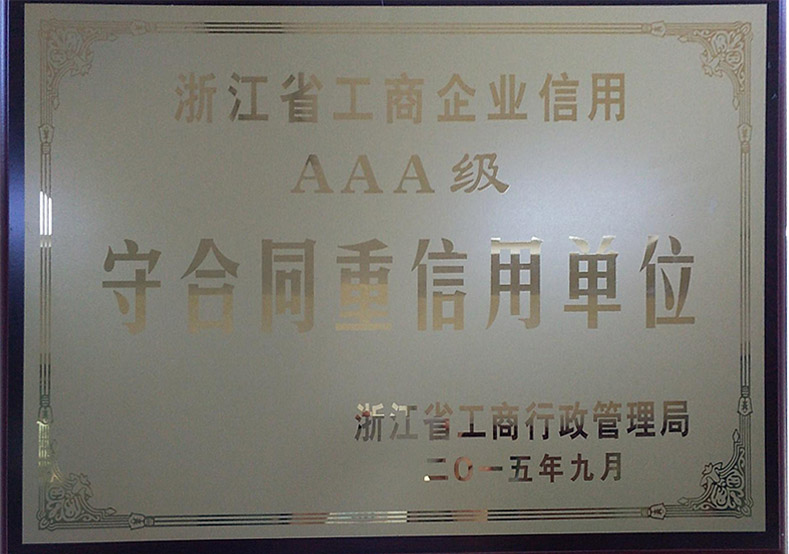 浙江省工商企业信用
AAA级
守合同重信用单位
浙江省工商行政管理局
二〇一五年九月